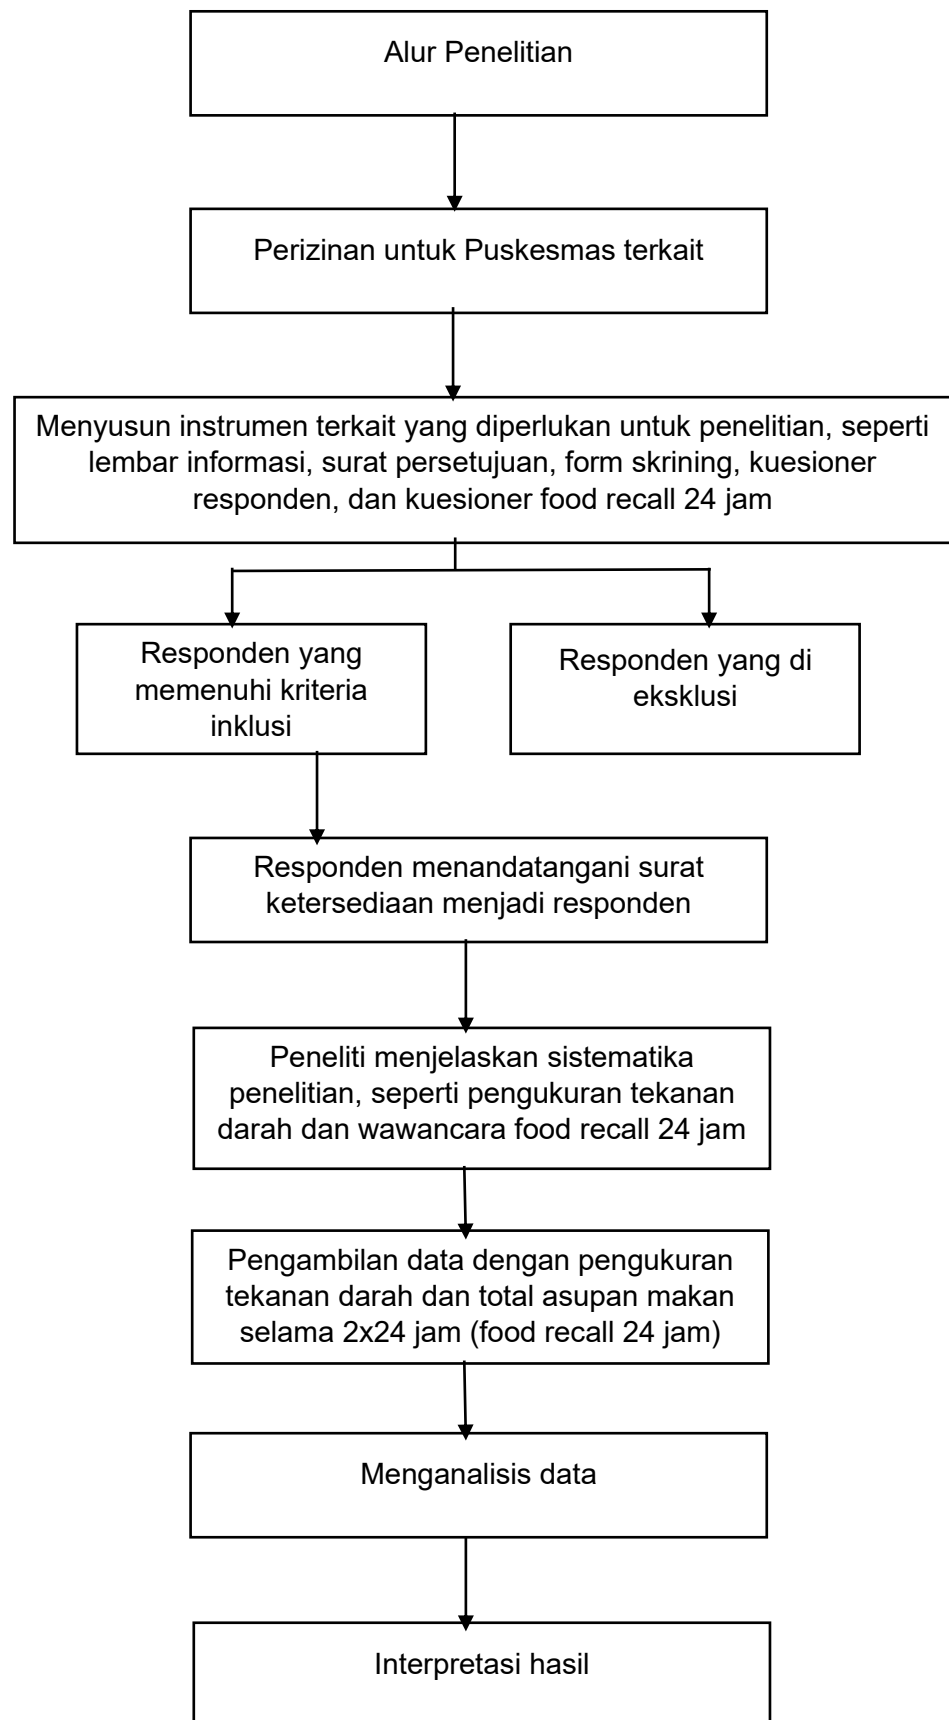 Alur Penelitian
Perizinan untuk Puskesmas terkait
Menyusun instrumen terkait yang diperlukan untuk penelitian, seperti
lembar informasi, surat persetujuan, form skrining, kuesioner
responden, dan kuesioner food recall 24 jam
Responden yang
memenuhi kriteria
inklusi
Responden yang di
eksklusi
Responden menandatangani surat
ketersediaan menjadi responden
Peneliti menjelaskan sistematika
penelitian, seperti pengukuran tekanan
darah dan wawancara food recall 24 jam
Pengambilan data dengan pengukuran
tekanan darah dan total asupan makan
selama 2x24 jam (food recall 24 jam)
Menganalisis data
Interpretasi hasil